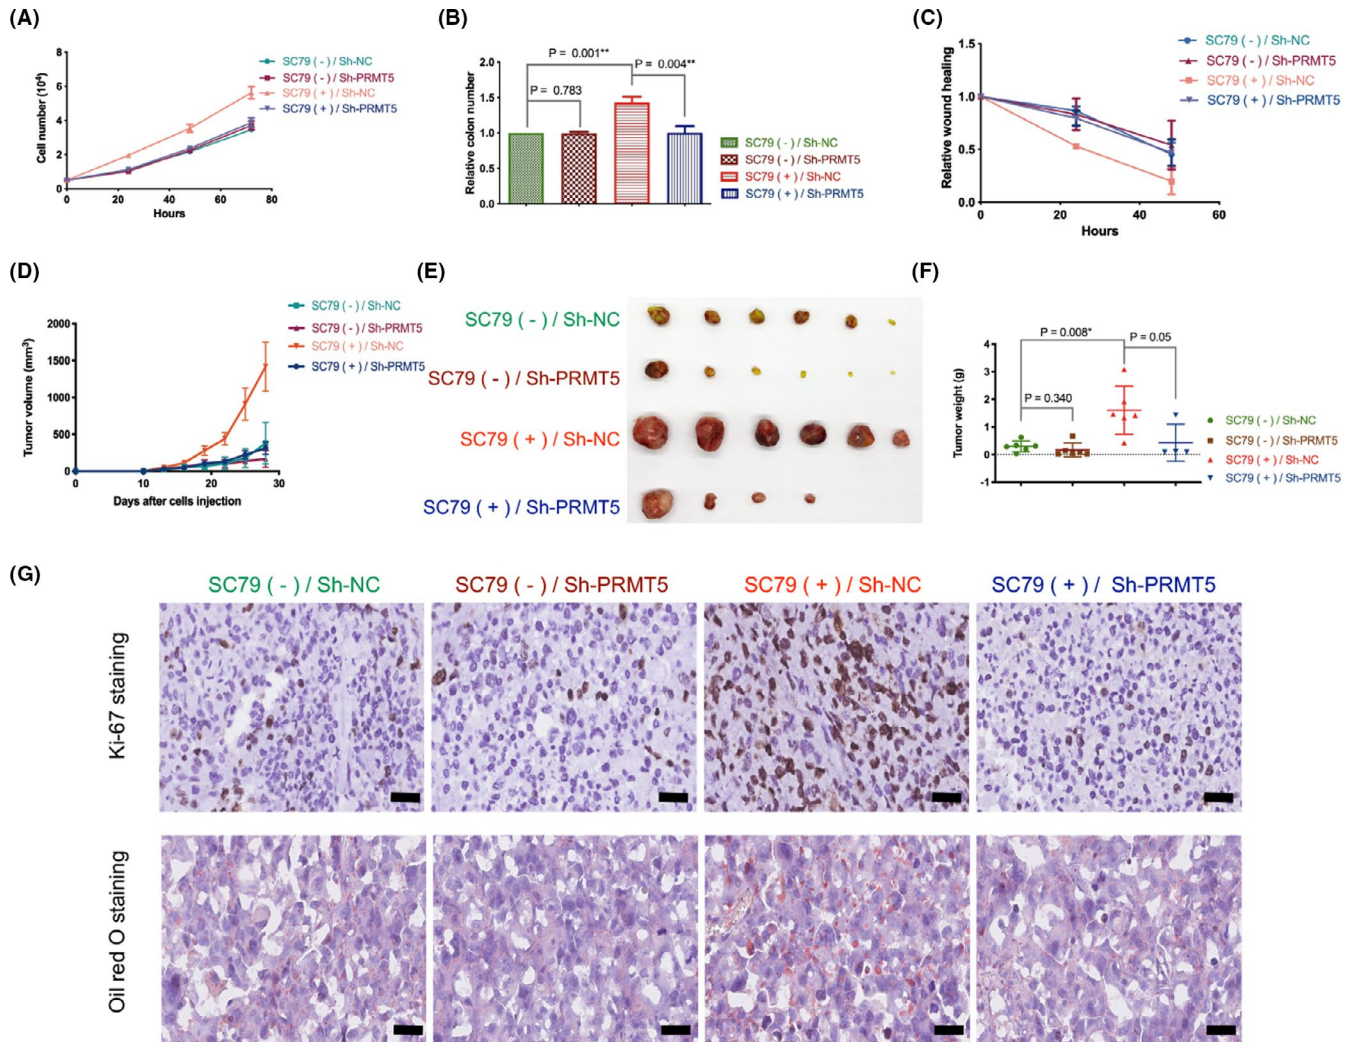 (A)
8
6
4
2
0
Cell number (10⁴)
0
20
40
60
80
Hours
SC79 ( - ) / Sh-NC
SC79 ( - ) / Sh-PRMT5
SC79 ( + ) / Sh-NC
SC79 ( + ) / Sh-PRMT5
(B)
P = 0.001**
P = 0.004**
P = 0.783
2.0
1.5
1.0
0.5
0.0
Relative colon number
SC79 ( - ) / Sh-NC
SC79 ( - ) / Sh-PRMT5
SC79 ( + ) / Sh-NC
SC79 ( + ) / Sh-PRMT5
(C)
1.5
1.0
0.5
0.0
Relative wound healing
0
20
40
60
Hours
SC79 ( - ) / Sh-NC
SC79 ( - ) / Sh-PRMT5
SC79 ( + ) / Sh-NC
SC79 ( + ) / Sh-PRMT5
(D)
2000
1500
1000
500
0
Tumor volume (mm³)
0
10
20
30
Days after cells injection
SC79 ( - ) / Sh-NC
SC79 ( - ) / Sh-PRMT5
SC79 ( + ) / Sh-NC
SC79 ( + ) / Sh-PRMT5
(E)
SC79 ( - ) / Sh-NC
SC79 ( - ) / Sh-PRMT5
SC79 ( + ) / Sh-NC
SC79 ( + ) / Sh-PRMT5
(F)
P = 0.008*
P = 0.05
P = 0.340
4
3
2
1
0
-1
Tumor weight (g)
SC79 ( - ) / Sh-NC
SC79 ( - ) / Sh-PRMT5
SC79 ( + ) / Sh-NC
SC79 ( + ) / Sh-PRMT5
(G)
SC79 ( - ) / Sh-NC
SC79 ( - ) / Sh-PRMT5
SC79 ( + ) / Sh-NC
SC79 ( + ) / Sh-PRMT5
Ki-67 staining
Oil red O staining